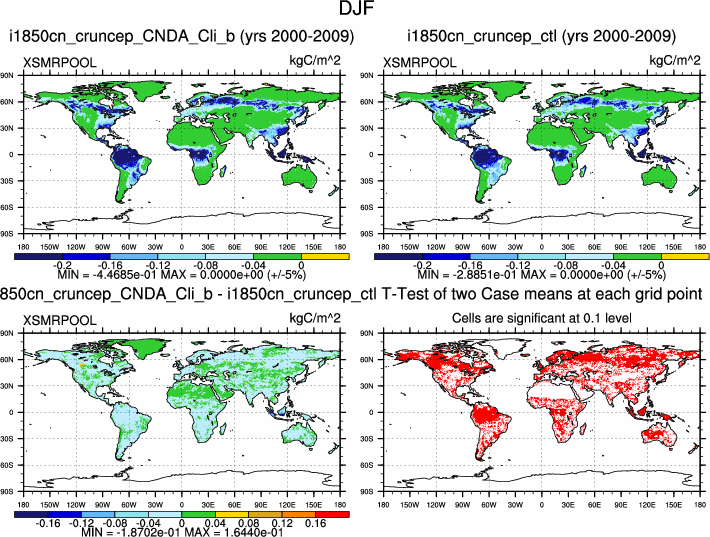 DJF
i1850cn_cruncep_CNDA_Cli_b (yrs 2000-2009)
i1850cn_cruncep_ctl (yrs 2000-2009)
XSMRPOOL kgC/m^2
XSMRPOOL kgC/m^2
90N
60N
30N
0
30S
60S
90S
180 150W 120W 90W 60W 30W 0 30E 60E 90E 120E 150E 180
-0.2 -0.16 -0.12 -0.08 -0.04 0
MIN = -4.4685e-01 MAX = 0.0000e+00 (+/-5%)
90N
60N
30N
0
30S
60S
90S
180 150W 120W 90W 60W 30W 0 30E 60E 90E 120E 150E 180
-0.2 -0.16 -0.12 -0.08 -0.04 0
MIN = -2.8851e-01 MAX = 0.0000e+00 (+/-5%)
850cn_cruncep_CNDA_Cli_b - i1850cn_cruncep_ctl T-Test of two Case means at each grid point
XSMRPOOL kgC/m^2
Cells are significant at 0.1 level
90N
60N
30N
0
30S
60S
90S
180 150W 120W 90W 60W 30W 0 30E 60E 90E 120E 150E 180
-0.16 -0.12 -0.08 -0.04 0 0.04 0.08 0.12 0.16
MIN = -1.8702e-01 MAX = 1.6440e-01
90N
60N
30N
0
30S
60S
90S
180 150W 120W 90W 60W 30W 0 30E 60E 90E 120E 150E 180